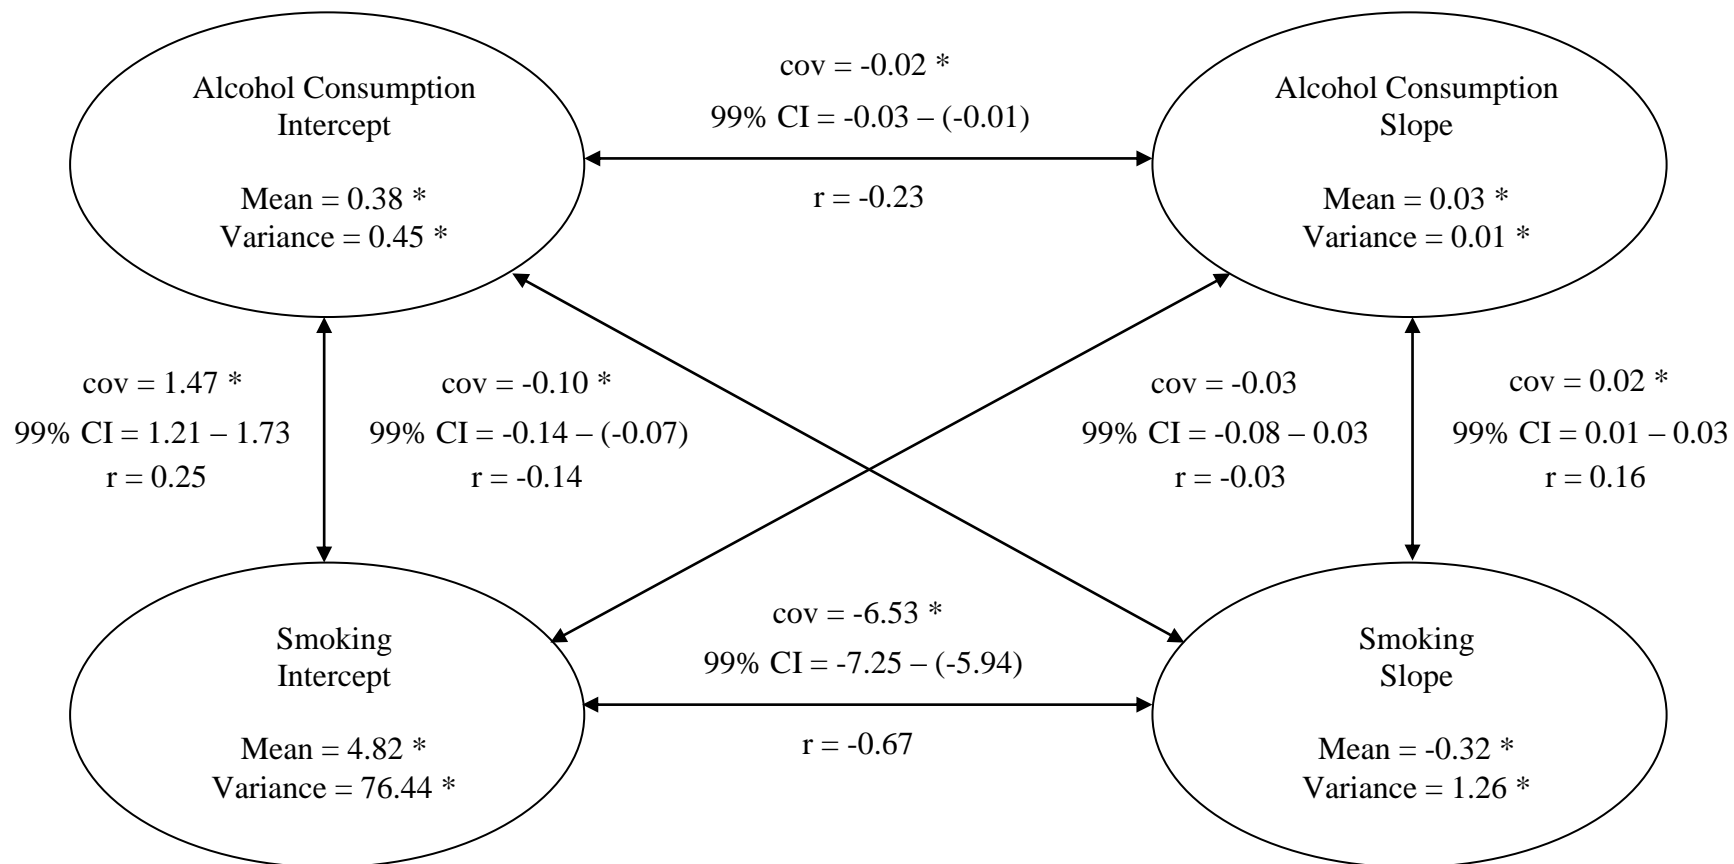 Alcohol Consumption
Intercept
Mean = 0.38 *
Variance = 0.45 *
cov = -0.02 *
99% CI = -0.03 – (-0.01)
r = -0.23
Alcohol Consumption
Slope
Mean = 0.03 *
Variance = 0.01 *
cov = 1.47 *
99% CI = 1.21 – 1.73
r = 0.25
cov = -0.10 *
99% CI = -0.14 – (-0.07)
r = -0.14
cov = -0.03
99% CI = -0.08 – 0.03
r = -0.03
cov = 0.02 *
99% CI = 0.01 – 0.03
r = 0.16
Smoking
Intercept
Mean = 4.82 *
Variance = 76.44 *
cov = -6.53 *
99% CI = -7.25 – (-5.94)
r = -0.67
Smoking
Slope
Mean = -0.32 *
Variance = 1.26 *